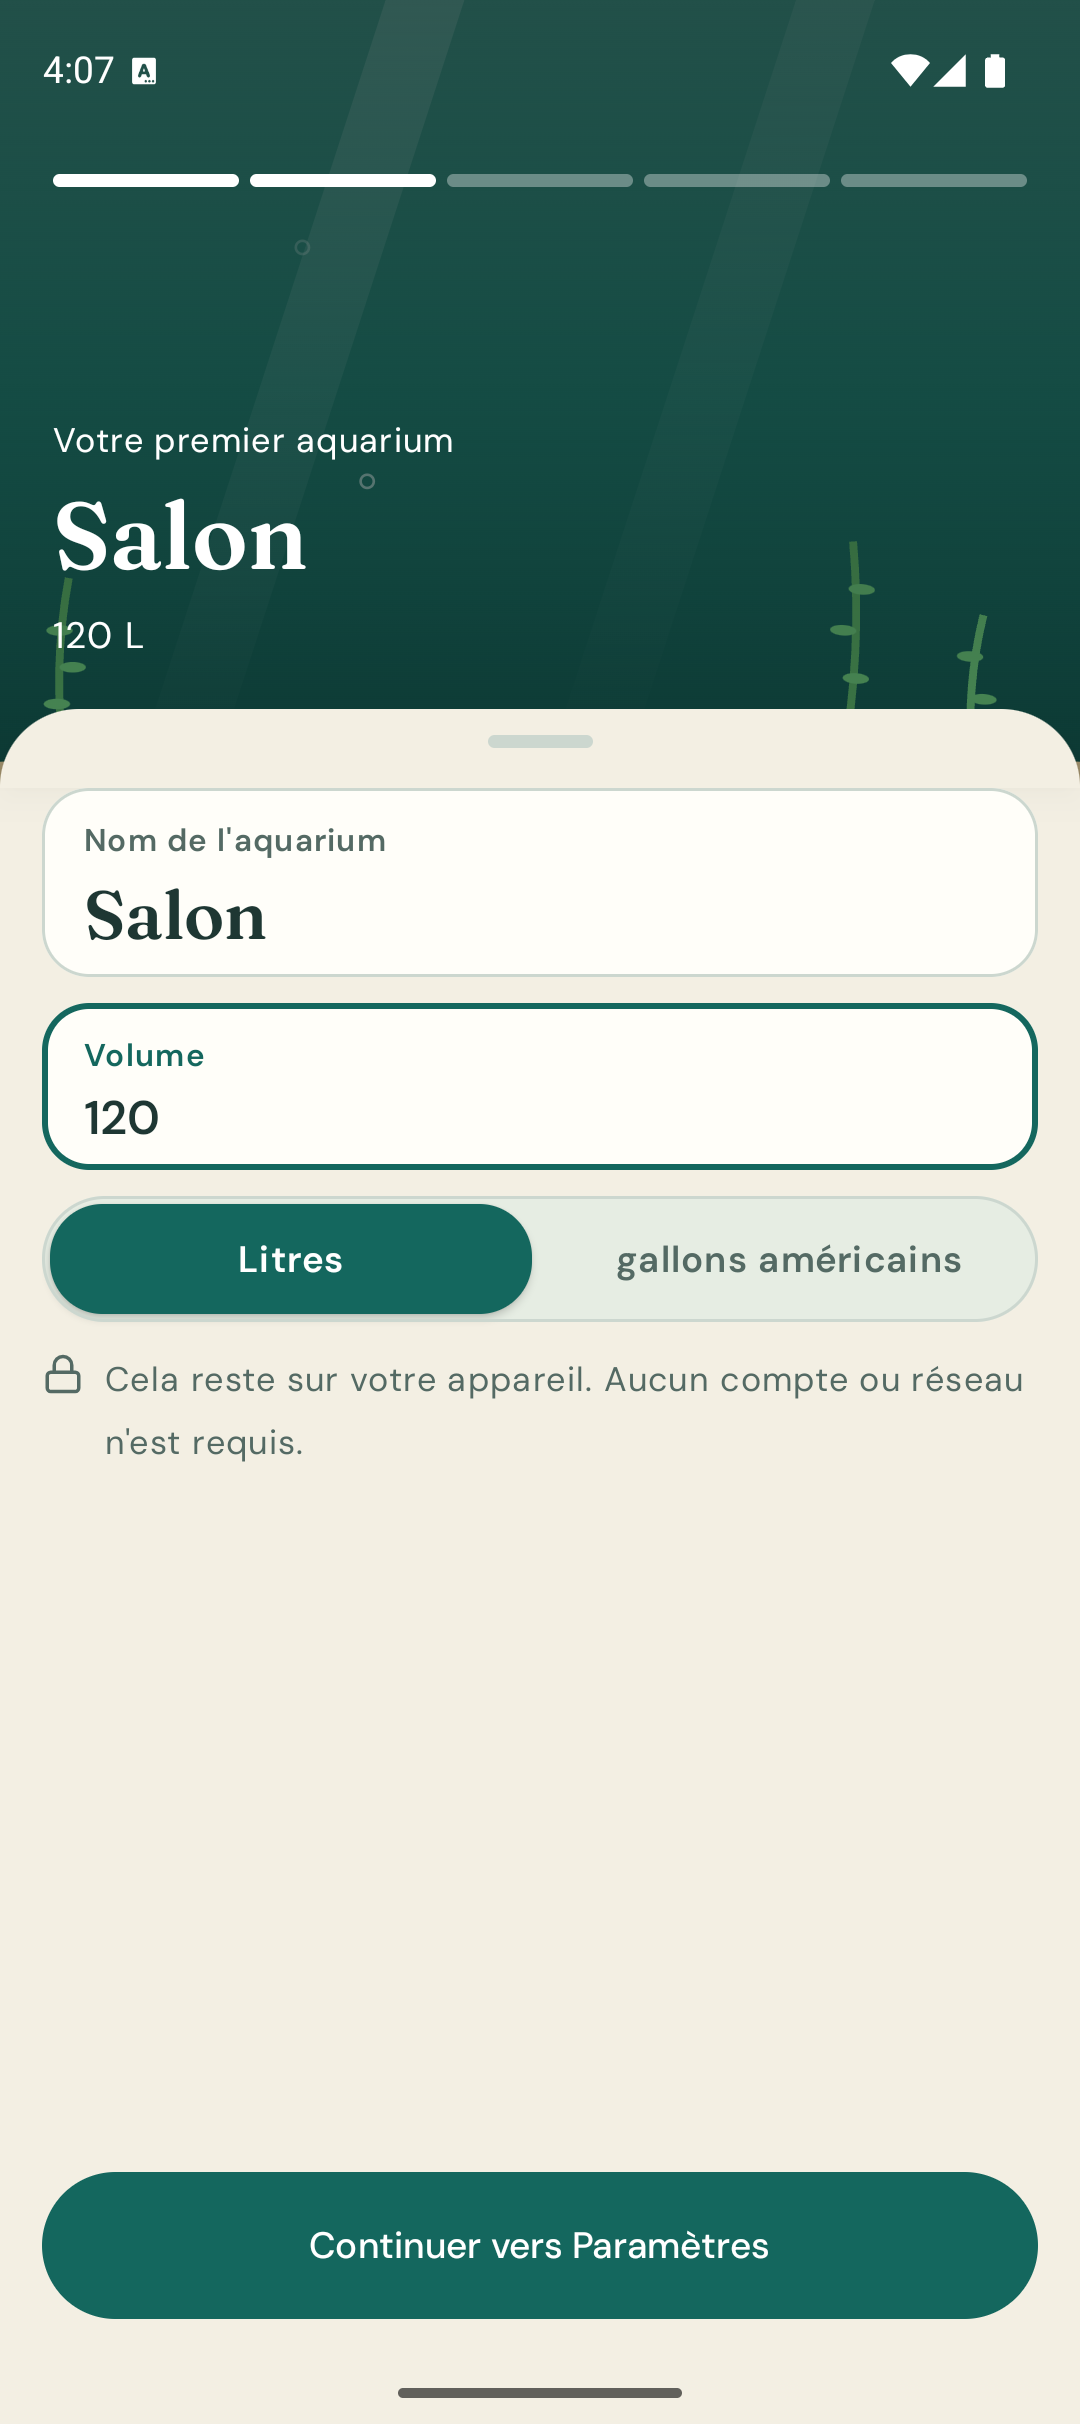 4:07
Votre premier aquarium
Salon
120 L
Nom de l'aquarium
Salon
Volume
120
Litres
gallons américains
Cela reste sur votre appareil. Aucun compte ou réseau
n'est requis.
Continuer vers Paramètres